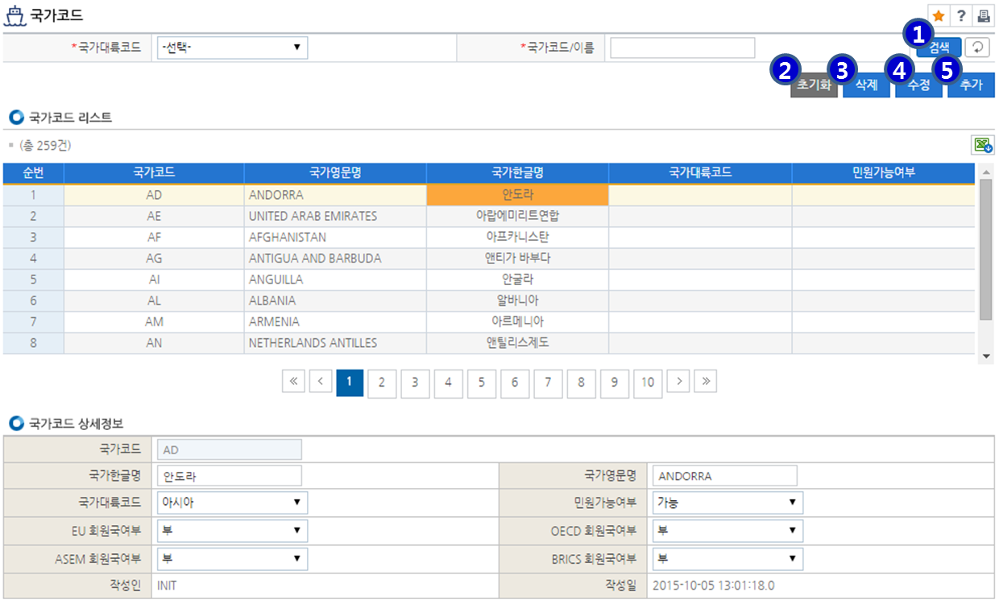 국가코드
?
*국가대륙코드 -선택- *국가코드/이름 1 검색
2 초기화 3 삭제 4 수정 5 추가
국가코드 리스트
(총 259건)
순번 국가코드 국가영문명 국가한글명 국가대륙코드 민원가능여부
1 AD ANDORRA 안도라
2 AE UNITED ARAB EMIRATES 아랍에미리트연합
3 AF AFGHANISTAN 아프카니스탄
4 AG ANTIGUA AND BARBUDA 앤티가 바부다
5 AI ANGUILLA 안굴라
6 AL ALBANIA 알바니아
7 AM ARMENIA 아르메니아
8 AN NETHERLANDS ANTILLES 앤틸리스제도
« < 1 2 3 4 5 6 7 8 9 10 > »
국가코드 상세정보
국가코드 AD
국가한글명 안도라 국가영문명 ANDORRA
국가대륙코드 아시아 민원가능여부 가능
EU 회원국여부 부 OECD 회원국여부 부
ASEM 회원국여부 부 BRICS 회원국여부 부
작성인 INIT 작성일 2015-10-05 13:01:18.0